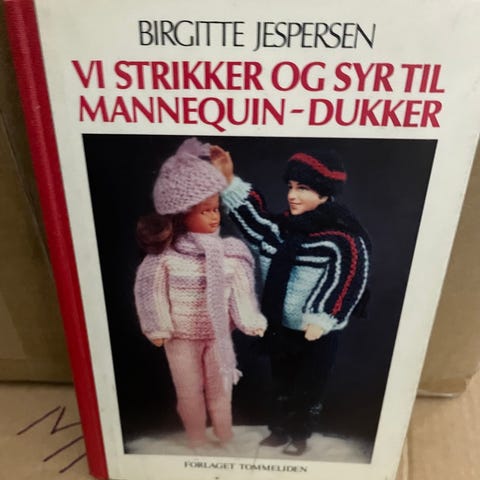 BIRGITTE JESPERSEN
VI STRIKKER OG SYR TIL
MANNEQUIN-DUKKER
FORLAGET TOMMELIDEN